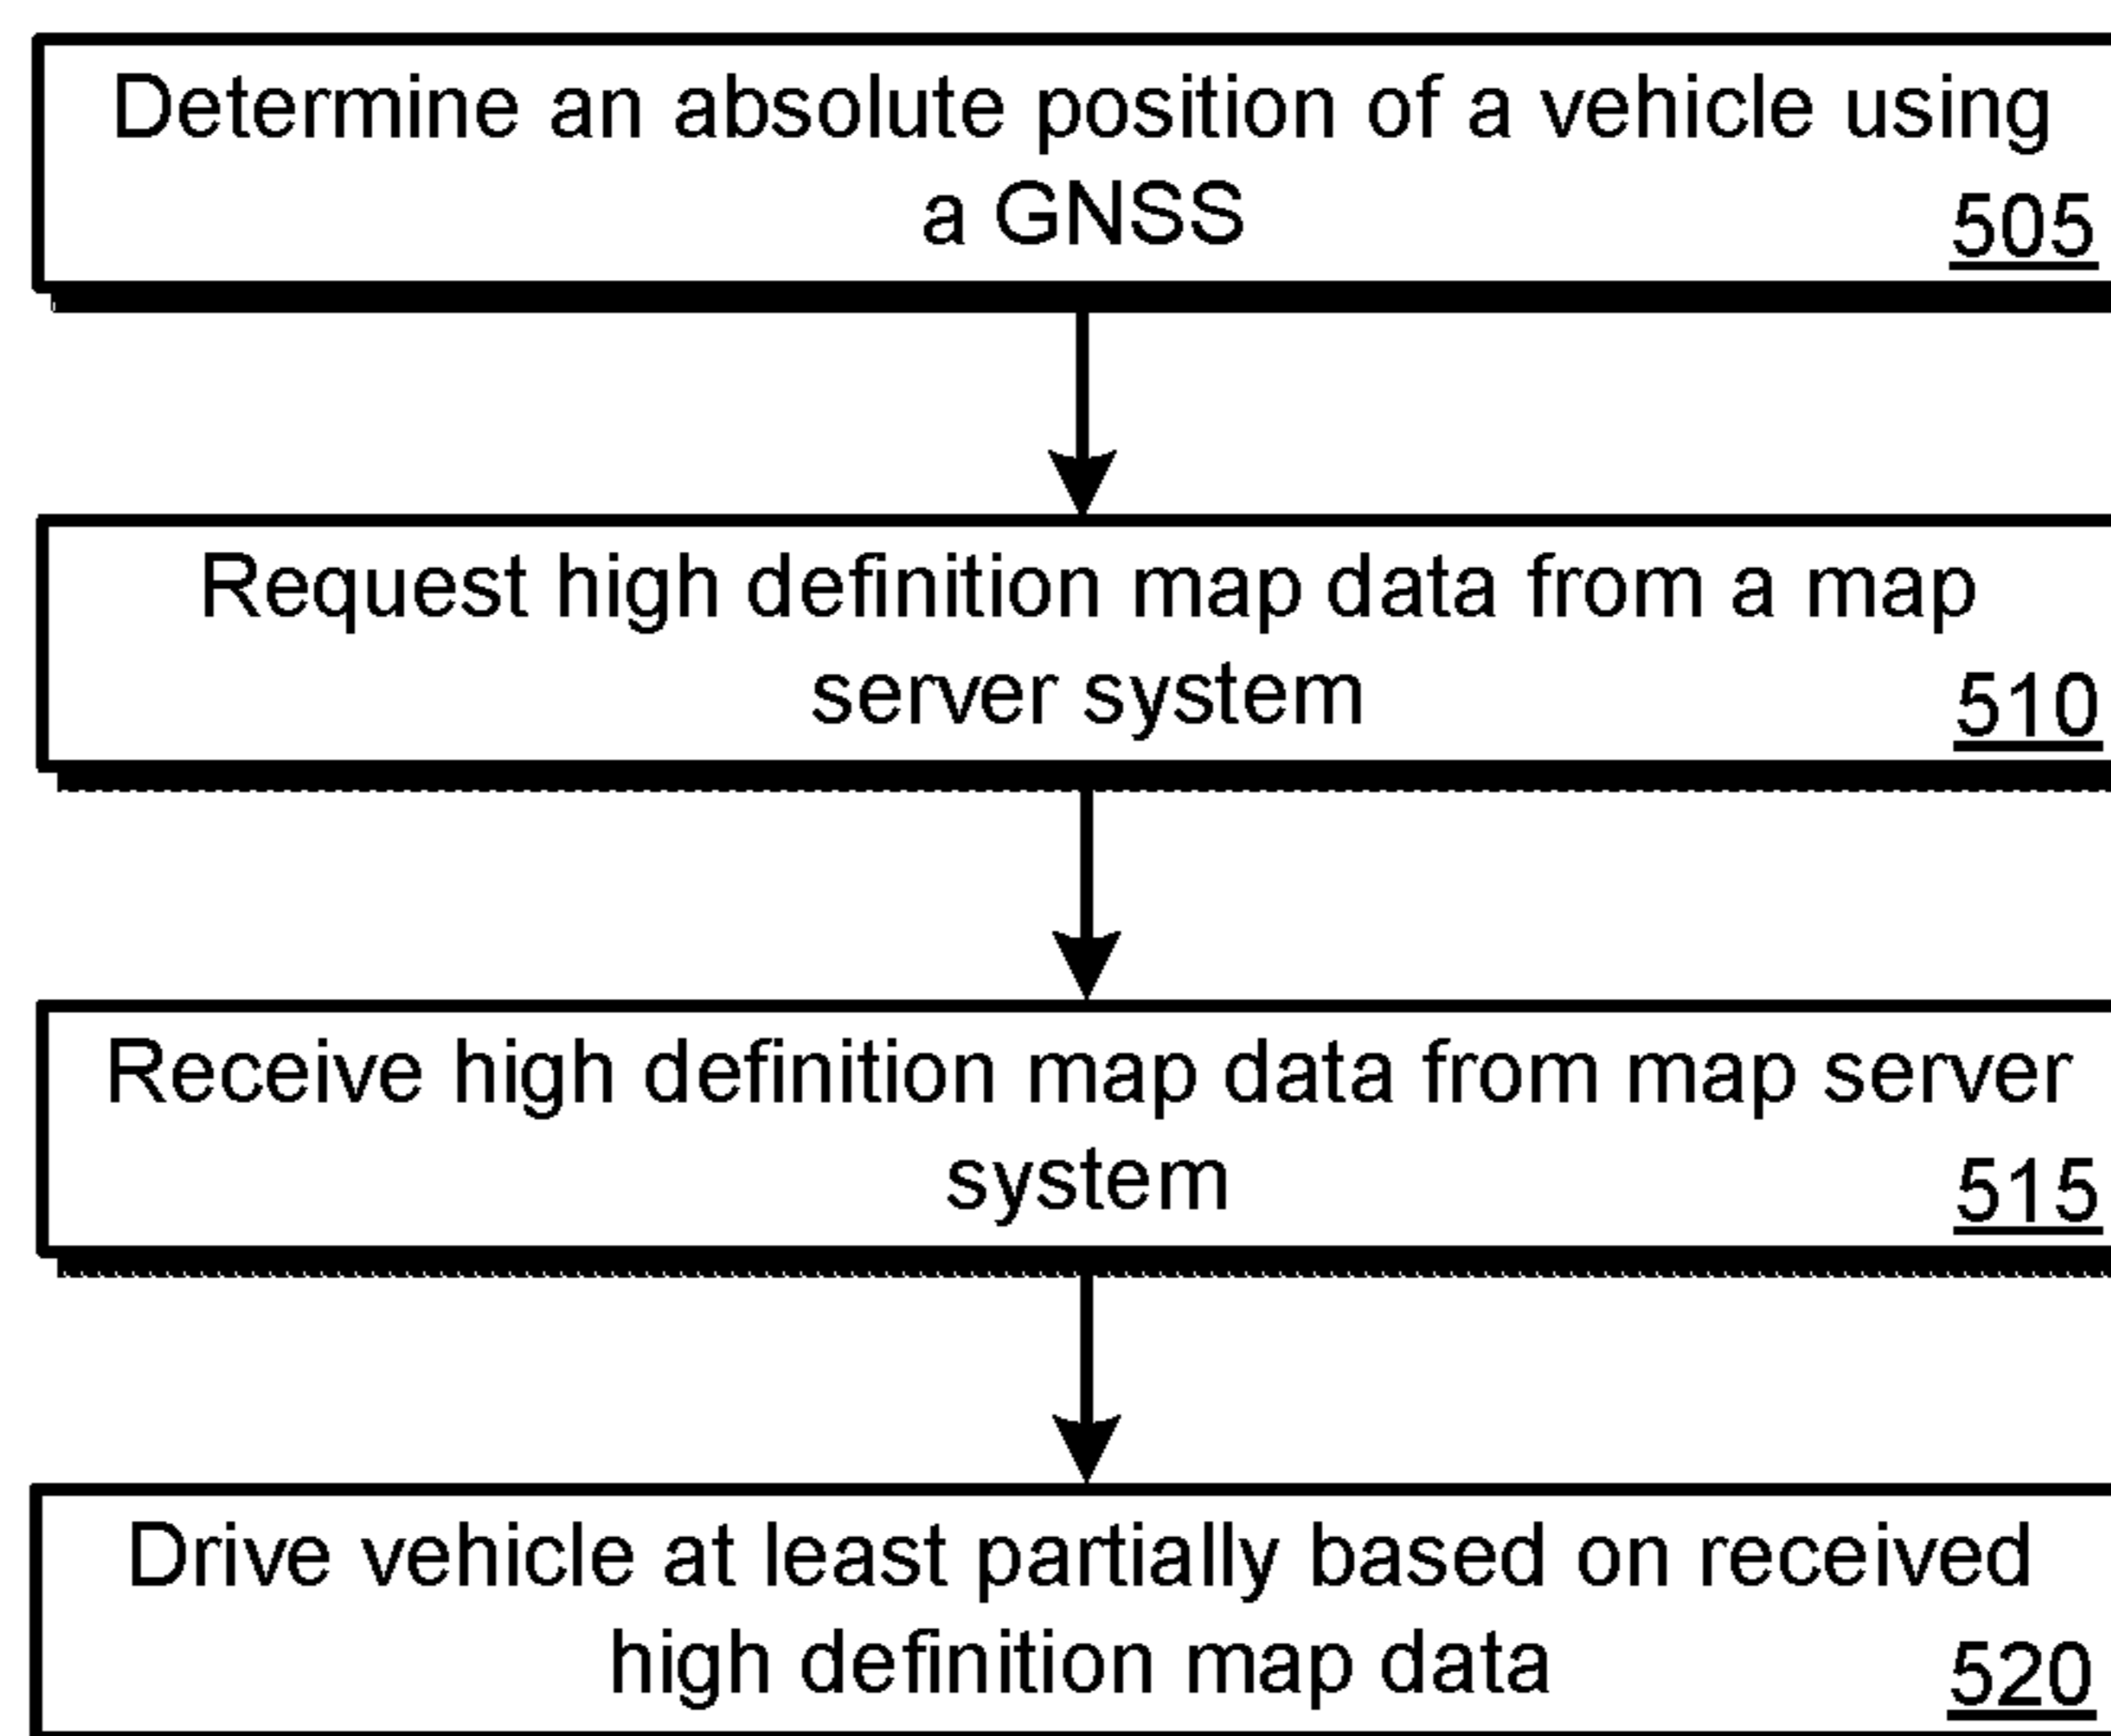 Determine an absolute position of a vehicle using
a GNSS
505
Request high definition map data from a map
server system
510
Receive high definition map data from map server
system
515
Drive vehicle at least partially based on received
high definition map data
520